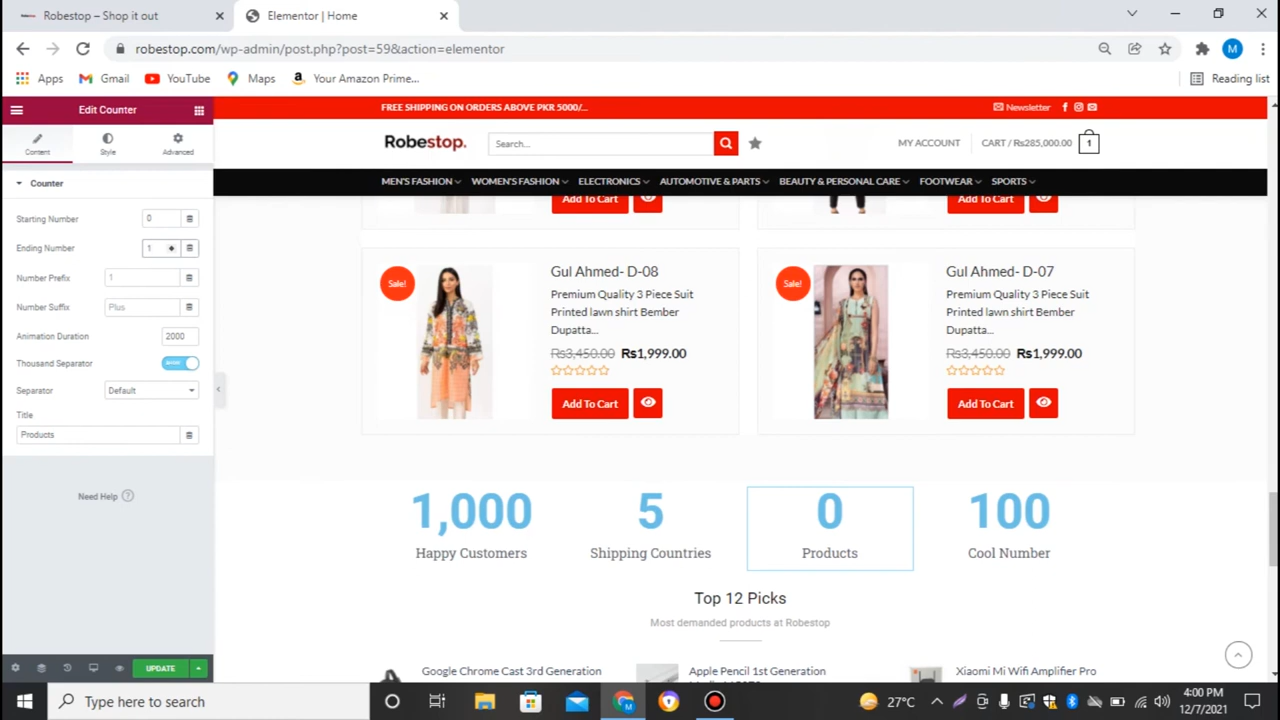 Robestop – Shop it out
Elementor | Home
robestop.com/wp-admin/post.php?post=59&action=elementor
M
Apps
Gmail
YouTube
Maps
Your Amazon Prime...
Reading list
Edit Counter
Content
Style
Advanced
Counter
Starting Number
0
Ending Number
1
Number Prefix
1
Number Suffix
Plus
Animation Duration
2000
Thousand Separator
Separator
Default
Title
Products
Need Help
?
UPDATE
FREE SHIPPING ON ORDERS ABOVE PKR 5000/...
Newsletter
Robestop.
Search...
MY ACCOUNT
CART / Rs285,000.00
1
MEN'S FASHION
WOMEN'S FASHION
ELECTRONICS
AUTOMOTIVE & PARTS
BEAUTY & PERSONAL CARE
FOOTWEAR
SPORTS
Add To Cart
Add To Cart
Sale!
Gul Ahmed- D-08
Premium Quality 3 Piece Suit
Printed lawn shirt Bember
Dupatta...
Rs3,450.00 Rs1,999.00
Add To Cart
Sale!
Gul Ahmed- D-07
Premium Quality 3 Piece Suit
Printed lawn shirt Bember
Dupatta...
Rs3,450.00 Rs1,999.00
Add To Cart
1,000
Happy Customers
5
Shipping Countries
0
Products
100
Cool Number
Top 12 Picks
Most demanded products at Robestop
Google Chrome Cast 3rd Generation
Apple Pencil 1st Generation
Xiaomi Mi Wifi Amplifier Pro
Type here to search
M
27°C
4:00 PM
12/7/2021